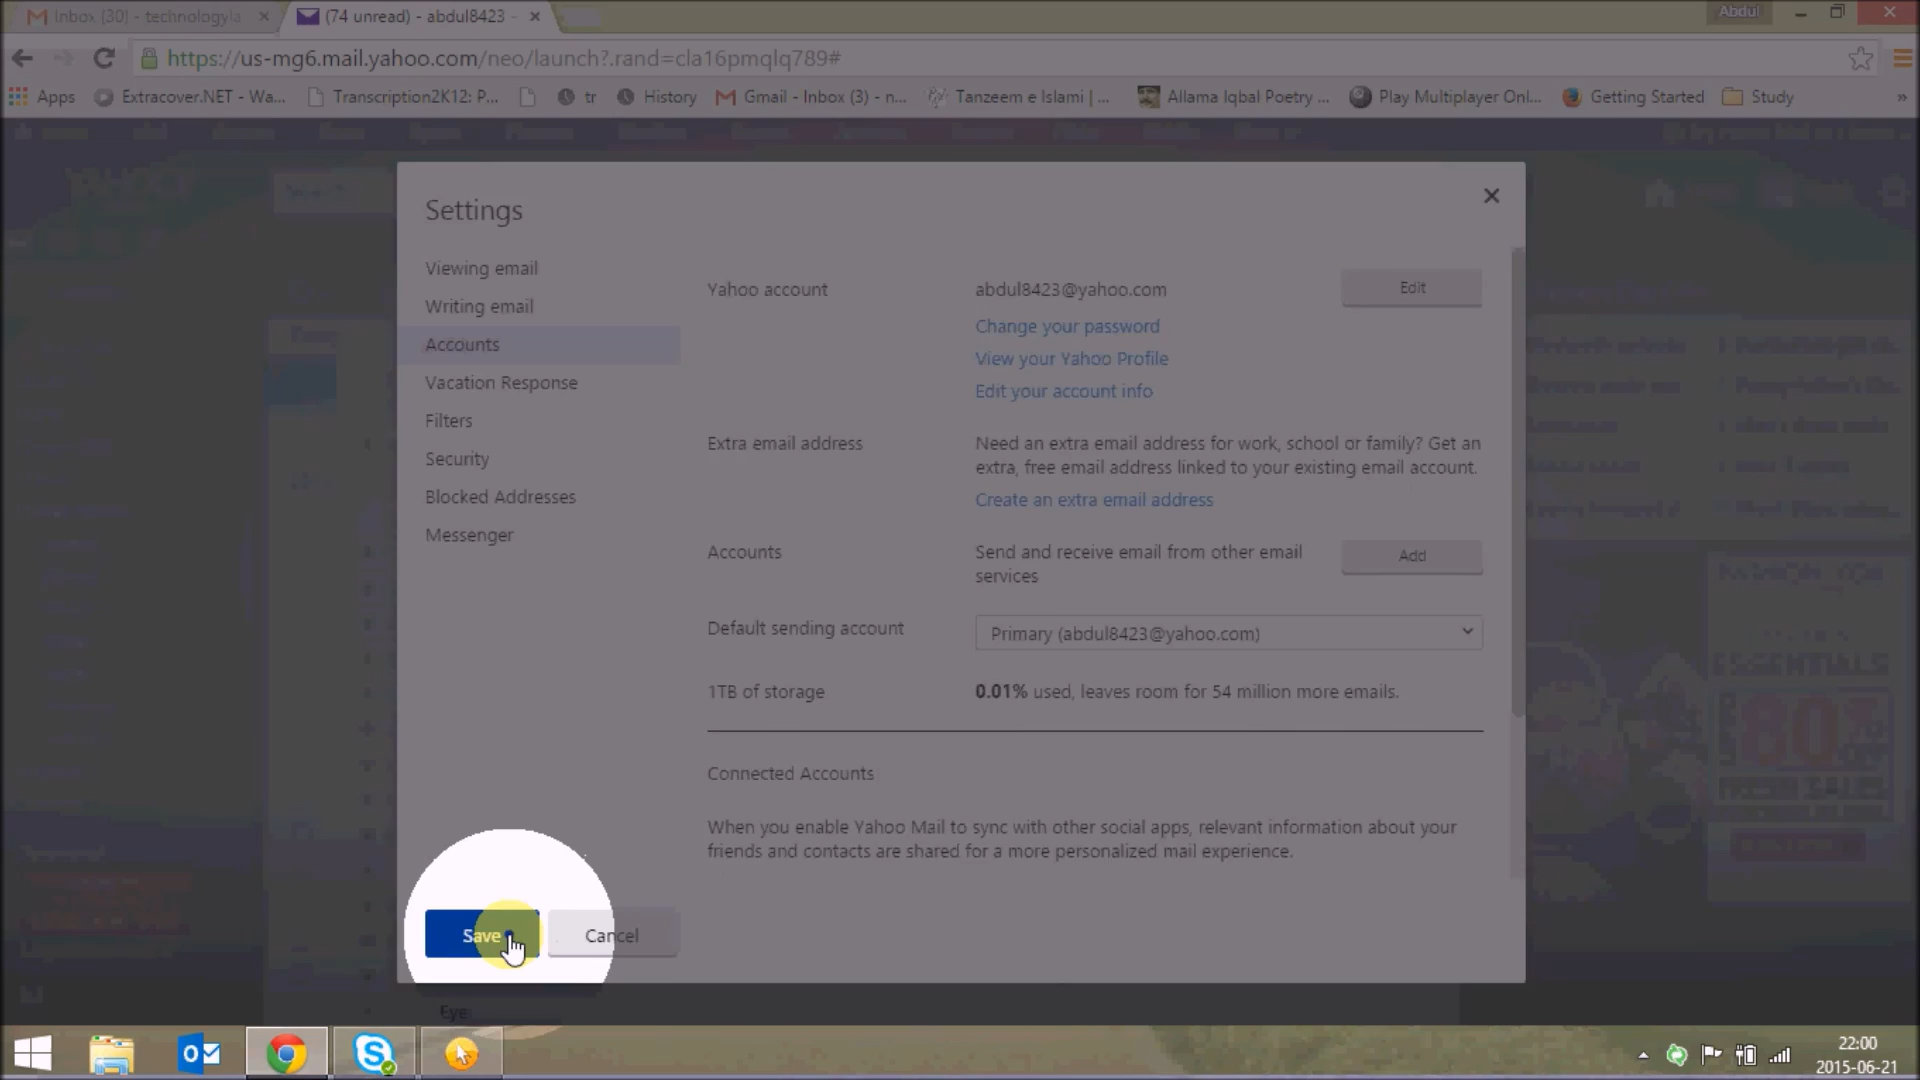 Inbox (30) - technologyla
(74 unread) - abdul8423 -
Abdul
https://us-mg6.mail.yahoo.com/neo/launch?.rand=cla16pmqlq789#
Apps
Extracover.NET - Wa...
Transcription2K12: P...
tr
History
Gmail - Inbox (3) - n...
Tanzeem e Islami | ...
Allama Iqbal Poetry ...
Play Multiplayer Onl...
Getting Started
Study
»
Settings
Viewing email
Writing email
Accounts
Vacation Response
Filters
Security
Blocked Addresses
Messenger
Yahoo account
abdul8423@yahoo.com
Edit
Change your password
View your Yahoo Profile
Edit your account info
Extra email address
Need an extra email address for work, school or family? Get an
extra, free email address linked to your existing email account.
Create an extra email address
Accounts
Send and receive email from other email
services
Add
Default sending account
Primary (abdul8423@yahoo.com)
1TB of storage
0.01% used, leaves room for 54 million more emails.
Connected Accounts
When you enable Yahoo Mail to sync with other social apps, relevant information about your
friends and contacts are shared for a more personalized mail experience.
Save
Cancel
Eye
ESSENTIALS
80%
22:00
2015-06-21